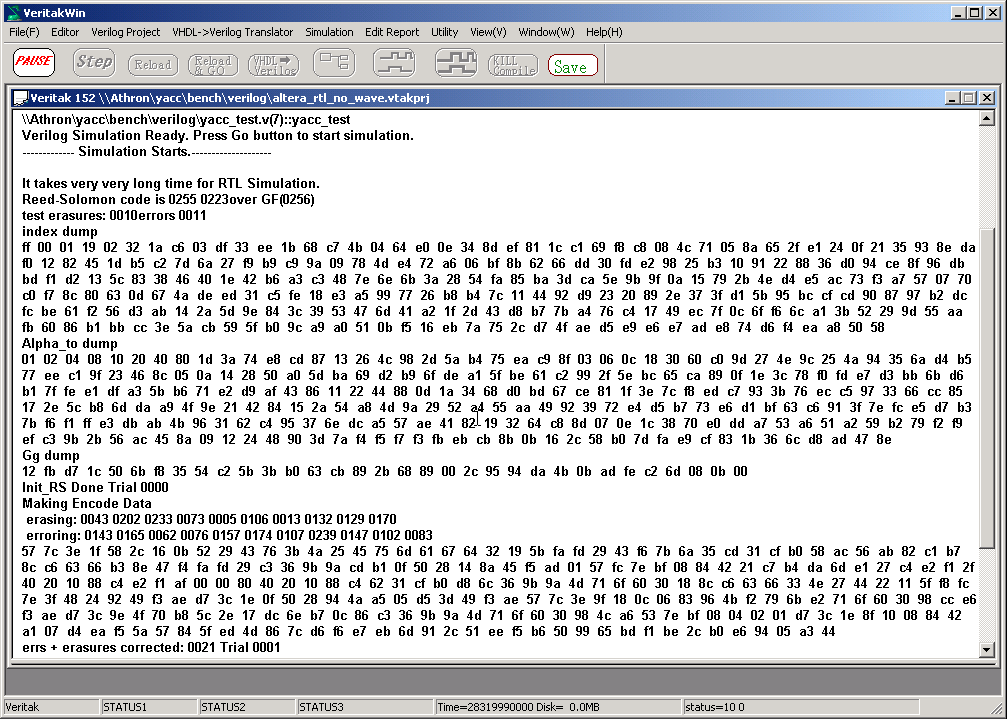 VeritakWin
File(F) Editor Verilog Project VHDL->Verilog Translator Simulation Edit Report Utility View(V) Window(W) Help(H)
PAUSE Step Reload Reload & GO VHDL Verilog KILL Compile Save
Veritak 152 \\Athron\yacc\bench\verilog\altera_rtl_no_wave.vtakprj
\\Athron\yacc\bench\verilog\yacc_test.v(7)::yacc_test
Verilog Simulation Ready. Press Go button to start simulation.
------------- Simulation Starts.--------------------
It takes very very long time for RTL Simulation.
Reed-Solomon code is 0255 0223over GF(0256)
test erasures: 0010errors 0011
index dump
ff 00 01 19 02 32 1a c6 03 df 33 ee 1b 68 c7 4b 04 64 e0 0e 34 8d ef 81 1c c1 69 f8 c8 08 4c 71 05 8a 65 2f e1 24 0f 21 35 93 8e da
f0 12 82 45 1d b5 c2 7d 6a 27 f9 b9 c9 9a 09 78 4d e4 72 a6 06 bf 8b 62 66 dd 30 fd e2 98 25 b3 10 91 22 88 36 d0 94 ce 8f 96 db
bd f1 d2 13 5c 83 38 46 40 1e 42 b6 a3 c3 48 7e 6e 6b 3a 28 54 fa 85 ba 3d ca 5e 9b 9f 0a 15 79 2b 4e d4 e5 ac 73 f3 a7 57 07 70
c0 f7 8c 80 63 0d 67 4a de ed 31 c5 fe 18 e3 a5 99 77 26 b8 b4 7c 11 44 92 d9 23 20 89 2e 37 3f d1 5b 95 bc cf cd 90 87 97 b2 dc
fc be 61 f2 56 d3 ab 14 2a 5d 9e 84 3c 39 53 47 6d 41 a2 1f 2d 43 d8 b7 7b a4 76 c4 17 49 ec 7f 0c 6f f6 6c a1 3b 52 29 9d 55 aa
fb 60 86 b1 bb cc 3e 5a cb 59 5f b0 9c a9 a0 51 0b f5 16 eb 7a 75 2c d7 4f ae d5 e9 e6 e7 ad e8 74 d6 f4 ea a8 50 58
Alpha_to dump
01 02 04 08 10 20 40 80 1d 3a 74 e8 cd 87 13 26 4c 98 2d 5a b4 75 ea c9 8f 03 06 0c 18 30 60 c0 9d 27 4e 9c 25 4a 94 35 6a d4 b5
77 ee c1 9f 23 46 8c 05 0a 14 28 50 a0 5d ba 69 d2 b9 6f de a1 5f be 61 c2 99 2f 5e bc 65 ca 89 0f 1e 3c 78 f0 fd e7 d3 bb 6b d6
b1 7f fe e1 df a3 5b b6 71 e2 d9 af 43 86 11 22 44 88 0d 1a 34 68 d0 bd 67 ce 81 1f 3e 7c f8 ed c7 93 3b 76 ec c5 97 33 66 cc 85
17 2e 5c b8 6d da a9 4f 9e 21 42 84 15 2a 54 a8 4d 9a 29 52 a4 55 aa 49 92 39 72 e4 d5 b7 73 e6 d1 bf 63 c6 91 3f 7e fc e5 d7 b3
7b f6 f1 ff e3 db ab 4b 96 31 62 c4 95 37 6e dc a5 57 ae 41 82 19 32 64 c8 8d 07 0e 1c 38 70 e0 dd a7 53 a6 51 a2 59 b2 79 f2 f9
ef c3 9b 2b 56 ac 45 8a 09 12 24 48 90 3d 7a f4 f5 f7 f3 fb eb cb 8b 0b 16 2c 58 b0 7d fa e9 cf 83 1b 36 6c d8 ad 47 8e
Gg dump
12 fb d7 1c 50 6b f8 35 54 c2 5b 3b b0 63 cb 89 2b 68 89 00 2c 95 94 da 4b 0b ad fe c2 6d 08 0b 00
Init_RS Done Trial 0000
Making Encode Data
erasing: 0043 0202 0233 0073 0005 0106 0013 0132 0129 0170
erroring: 0143 0165 0062 0076 0157 0174 0107 0239 0147 0102 0083
57 7c 3e 1f 58 2c 16 0b 52 29 43 76 3b 4a 25 45 75 6d 61 67 64 32 19 5b fa fd 29 43 f6 7b 6a 35 cd 31 cf b0 58 ac 56 ab 82 c1 b7
8c c6 63 66 b3 8e 47 f4 fa fd 29 c3 36 9b 9a cd b1 0f 50 28 14 8a 45 f5 ad 01 57 fc 7e bf 08 84 42 21 c7 b4 da 6d e1 27 c4 e2 f1 2f
40 20 10 88 c4 e2 f1 af 00 00 80 40 20 10 88 c4 62 31 cf b0 d8 6c 36 9b 9a 4d 71 6f 60 30 18 8c c6 63 66 33 4e 27 44 22 11 5f f8 fc
7e 3f 48 24 92 49 f3 ae d7 3c 1e 0f 50 28 94 4a a5 05 d5 3d 49 f3 ae 57 7c 3e 9f 18 0c 06 83 96 4b f2 79 6b e2 71 6f 60 30 98 cc e6
f3 ae d7 3c 9e 4f 70 b8 5c 2e 17 dc 6e b7 0c 86 c3 36 9b 9a 4d 71 6f 60 30 98 4c a6 53 7e bf 08 04 02 01 d7 3c 1e 8f 10 08 84 42
a1 07 d4 ea f5 5a 57 84 5f ed 4d 86 7c d6 f6 e7 eb 6d 91 2c 51 ee f5 b6 50 99 65 bd f1 be 2c b0 e6 94 05 a3 44
errs + erasures corrected: 0021 Trial 0001
Veritak STATUS1 STATUS2 STATUS3 Time=28319990000 Disk= 0.0MB status=10 0